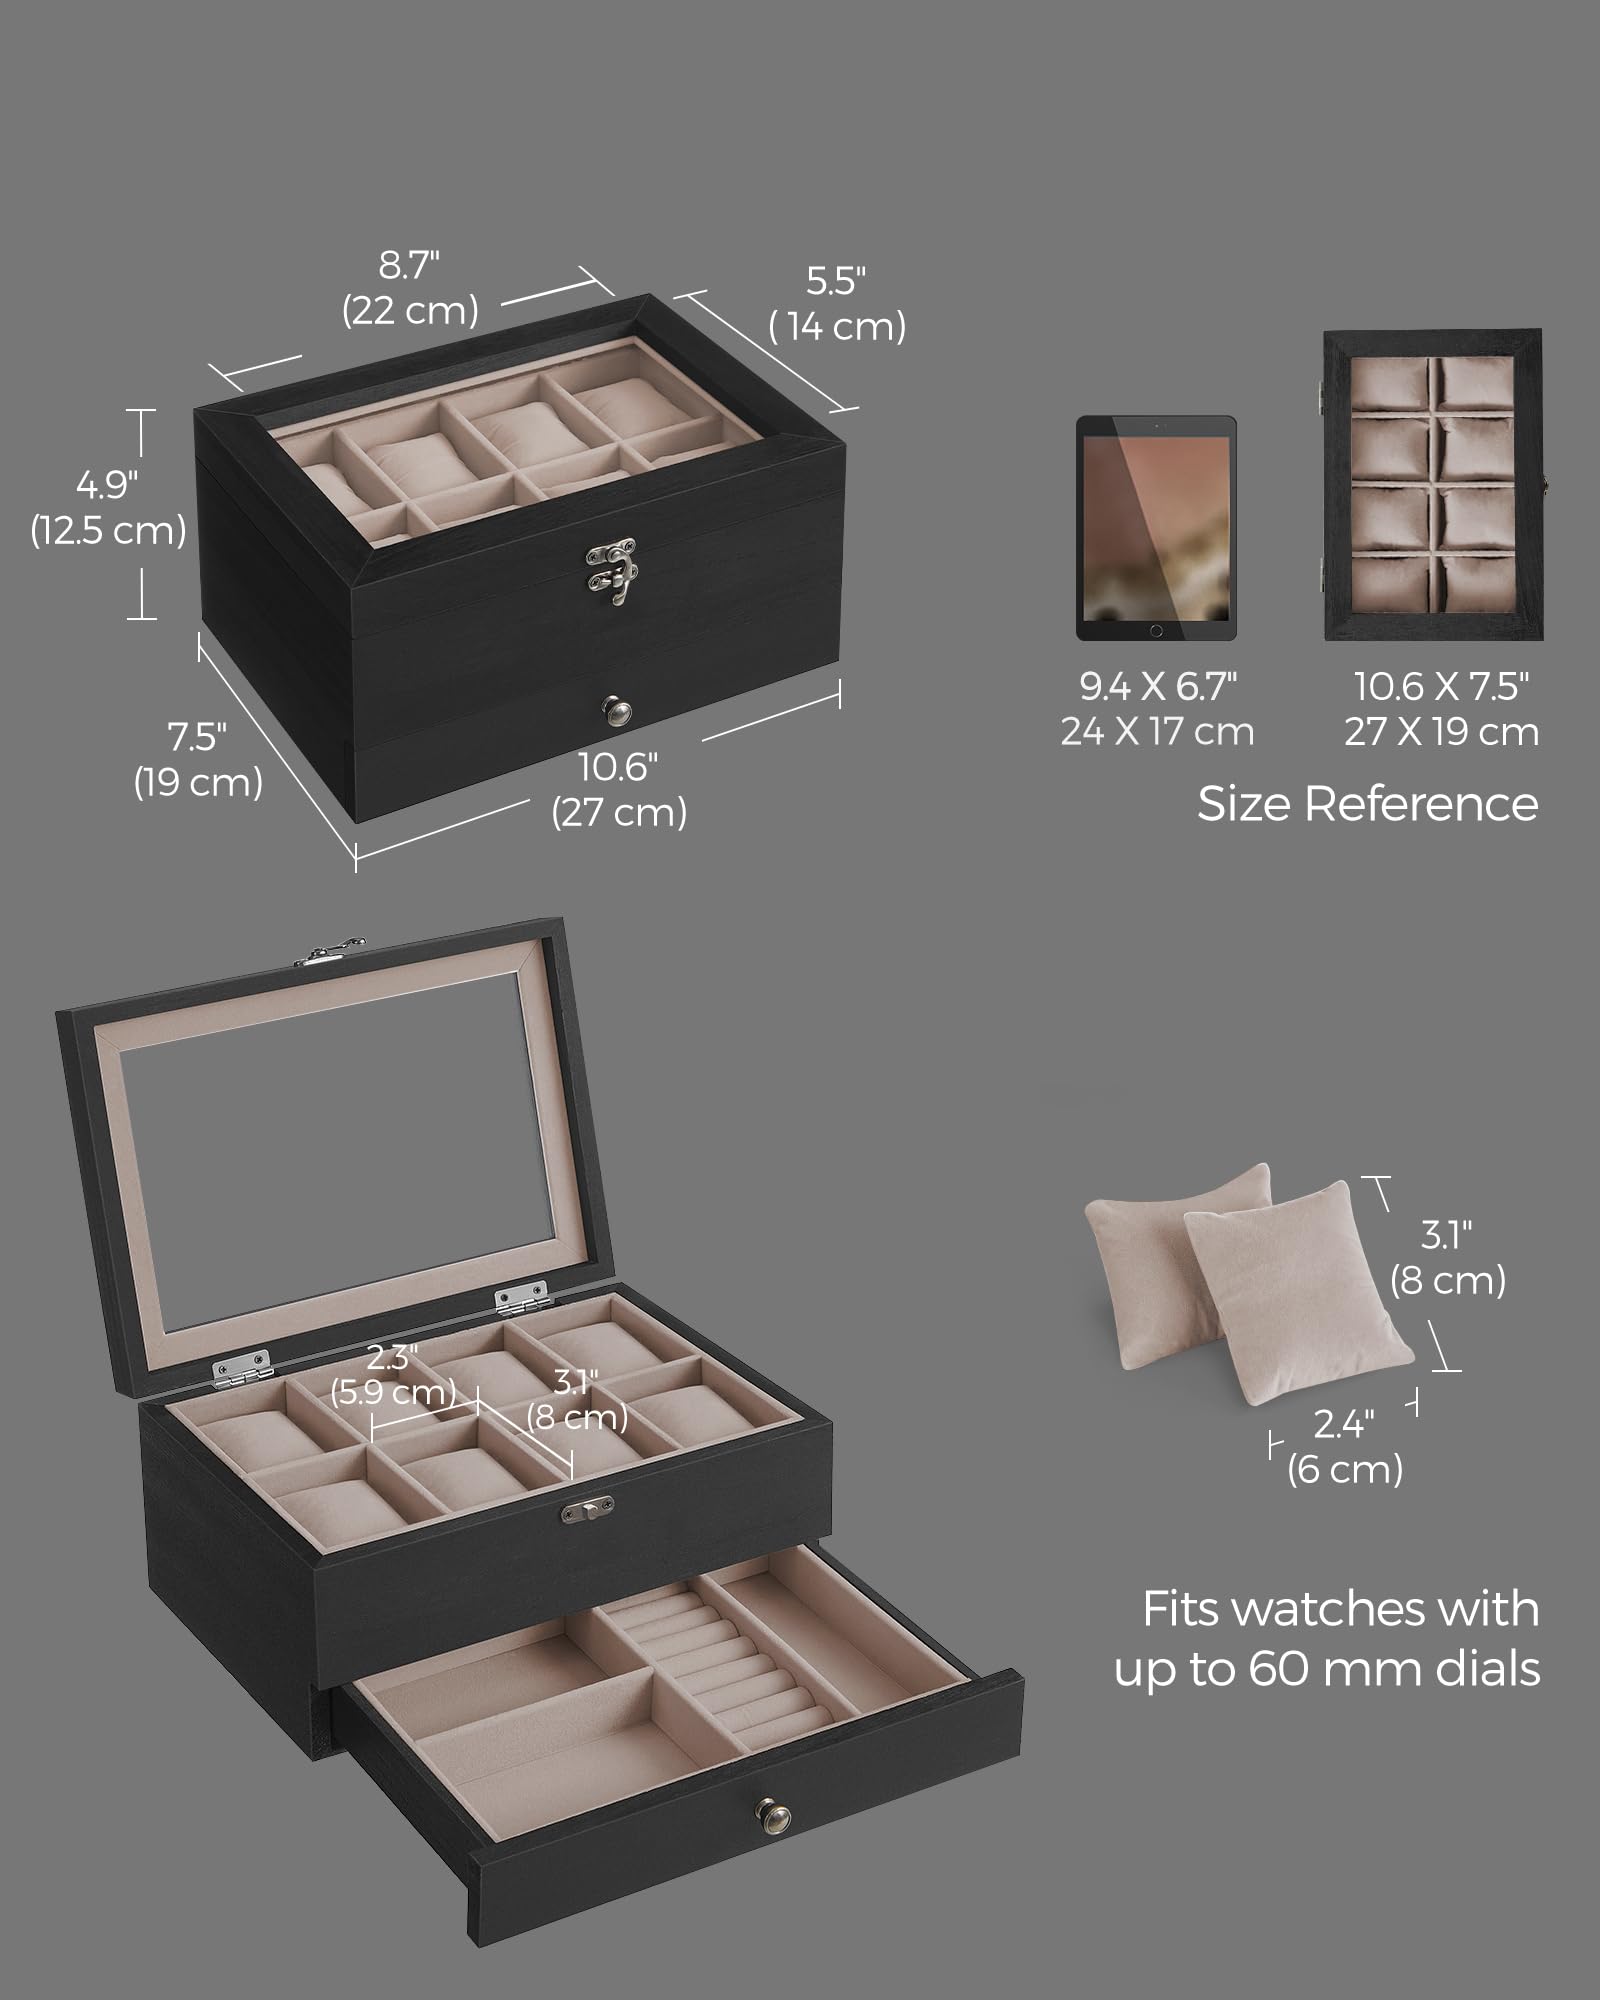 8.7"
(22 cm)
5.5"
( 14 cm)
4.9"
(12.5 cm)
7.5"
(19 cm)
10.6"
(27 cm)
9.4 X 6.7"
24 X 17 cm
10.6 X 7.5"
27 X 19 cm
Size Reference
2.3"
(5.9 cm)
3.1"
(8 cm)
3.1"
(8 cm)
2.4"
(6 cm)
Fits watches with
up to 60 mm dials